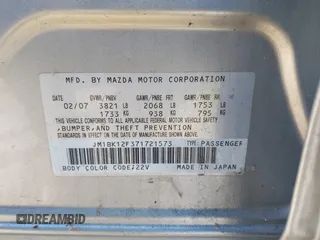 MFD. BY MAZDA MOTOR CORPORATION
GVWR/PNBV GAWR/PNBE FRT GAWR/PNBE RR
02/07 3821 LB 2068 LB 1753 LB
1733 KG 938 KG 795 KG
THIS VEHICLE CONFORMS TO ALL APPLICABLE FEDERAL MOTOR VEHICLE SAFETY,
BUMPER, AND THEFT PREVENTION
STANDARDS IN EFFECT ON THE DATE OF MANUFACTURE SHOWN ABOVE.
JM1BK12F371721573 TYPE: PASSENGER
BODY COLOR CODE/22V MADE IN JAPAN
DREAMBID